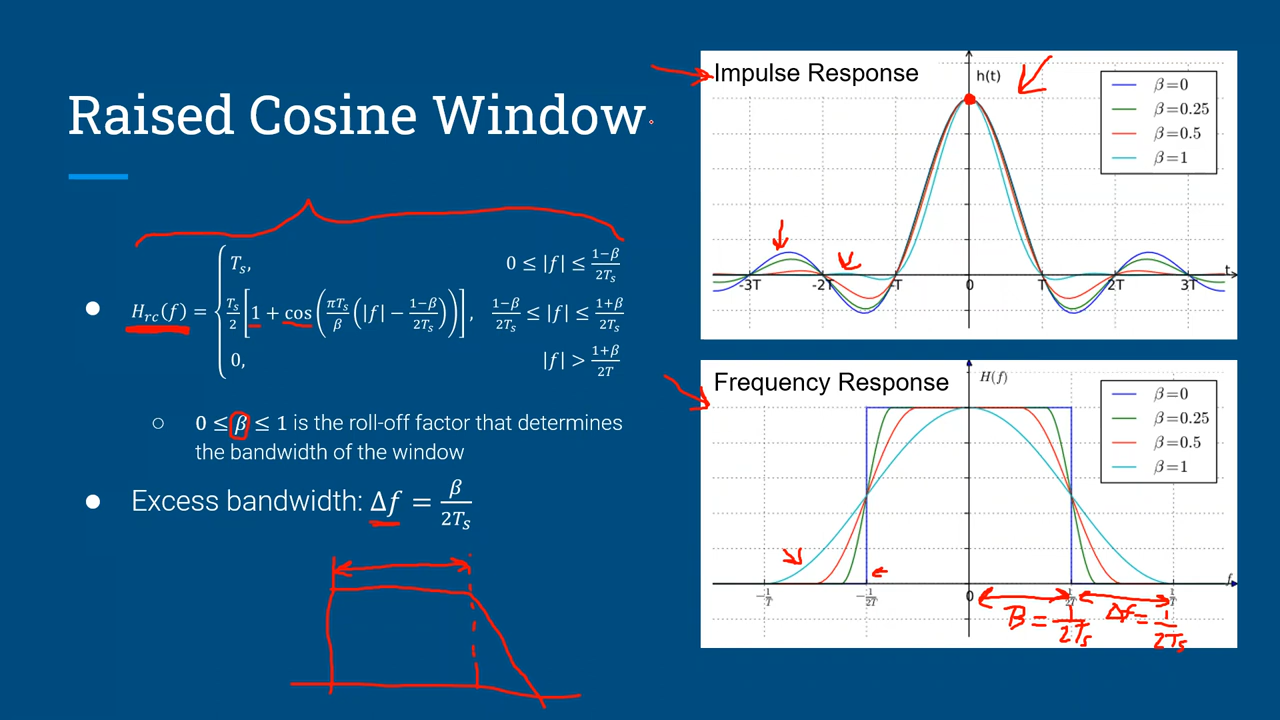 Raised Cosine Window
● H_rc(f) = { T_s, 0 ≤ |f| ≤ (1−β)/(2T_s)
T_s/2 [1 + cos(πT_s/β (|f| − (1−β)/(2T_s)))], (1−β)/(2T_s) ≤ |f| ≤ (1+β)/(2T_s)
0, |f| > (1+β)/(2T)
○ 0 ≤ β ≤ 1 is the roll-off factor that determines
the bandwidth of the window
● Excess bandwidth: Δf = β/(2T_s)
Impulse Response
h(t)
β=0
β=0.25
β=0.5
β=1
t
-3T -2T -T 0 T 2T 3T
Frequency Response
H(f)
β=0
β=0.25
β=0.5
β=1
f
−1/T −1/2T 0 1/2T 1/T
B = 1/2Ts Δf = 1/2Ts